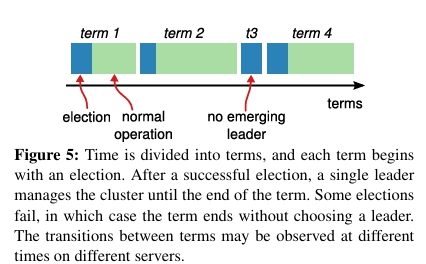 term 1 term 2 t3 term 4
terms
election normal operation no emerging leader
Figure 5: Time is divided into terms, and each term begins
with an election. After a successful election, a single leader
manages the cluster until the end of the term. Some elections
fail, in which case the term ends without choosing a leader.
The transitions between terms may be observed at different
times on different servers.